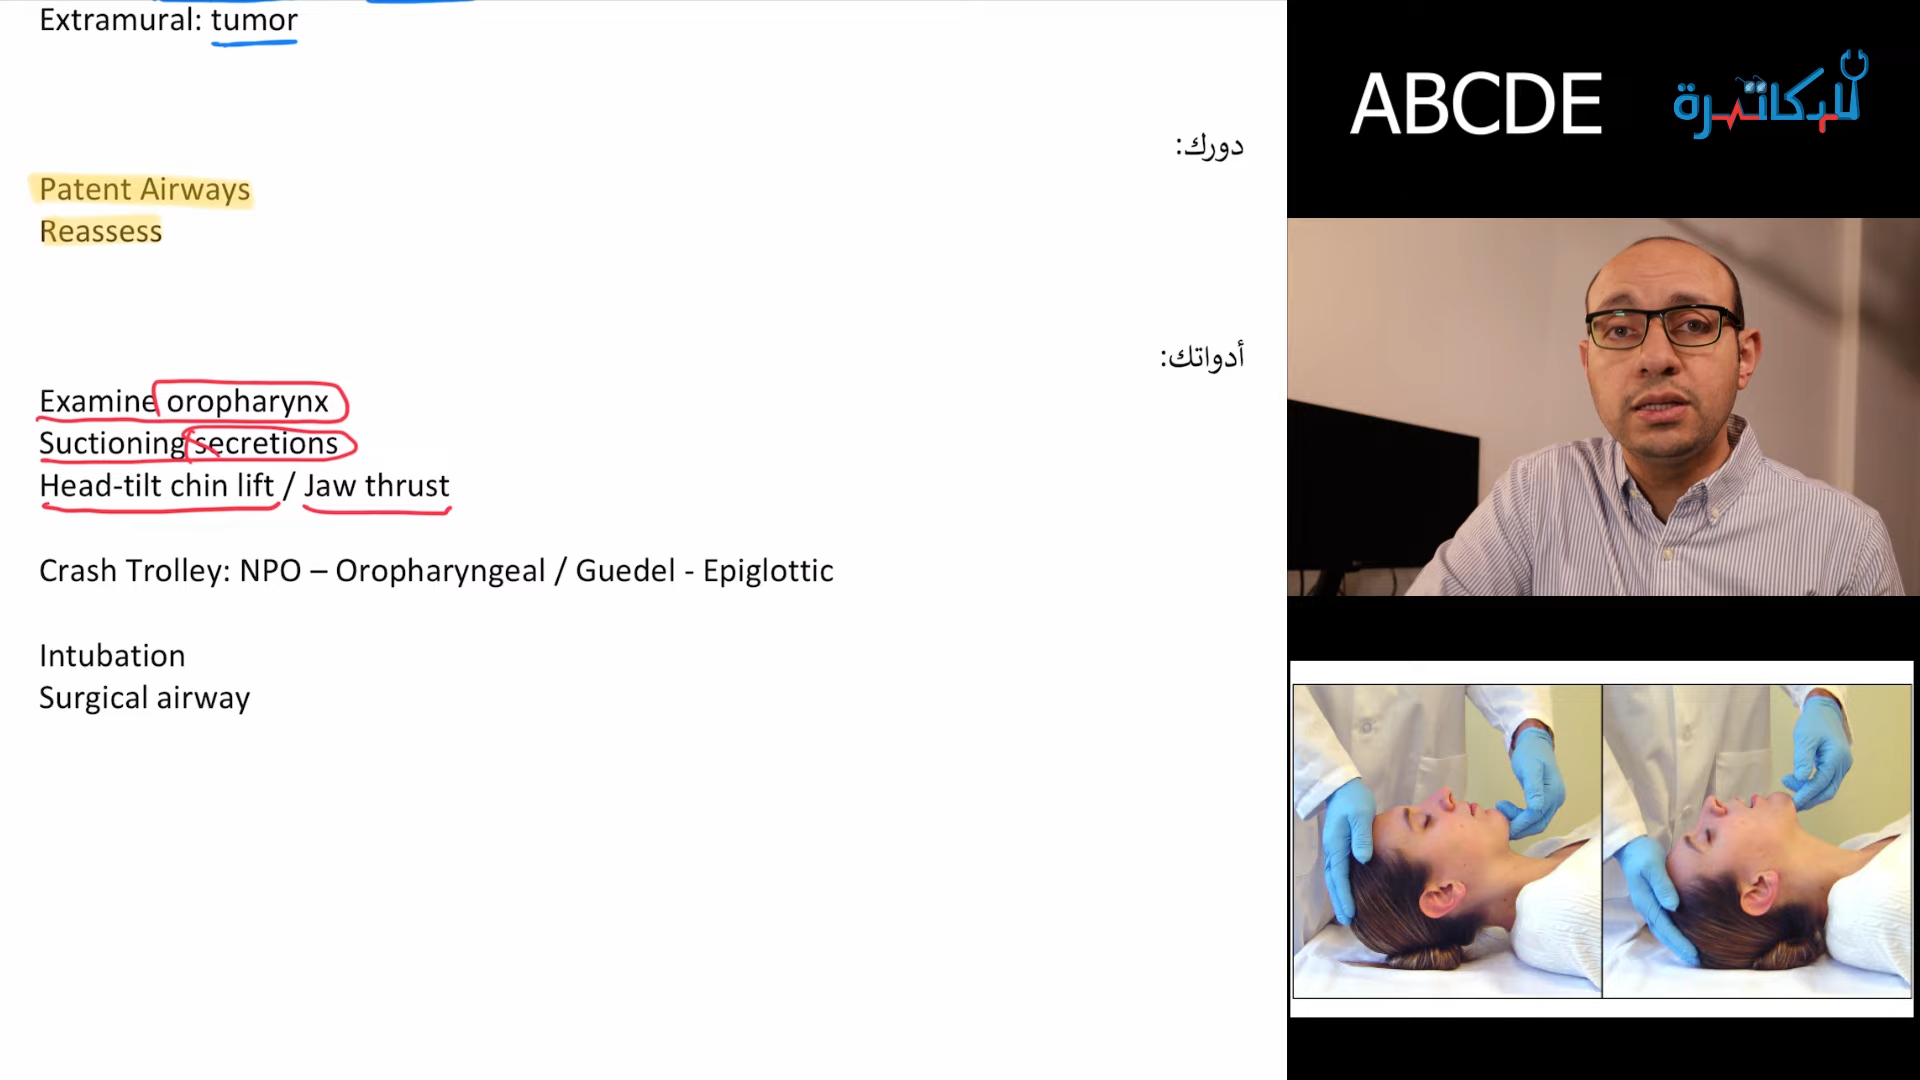 Extramural: tumor
دورك:
Patent Airways
Reassess
أدواتك:
Examine oropharynx
Suctioning secretions
Head-tilt chin lift / Jaw thrust
Crash Trolley: NPO – Oropharyngeal / Guedel - Epiglottic
Intubation
Surgical airway
ABCDE
للدكاترة